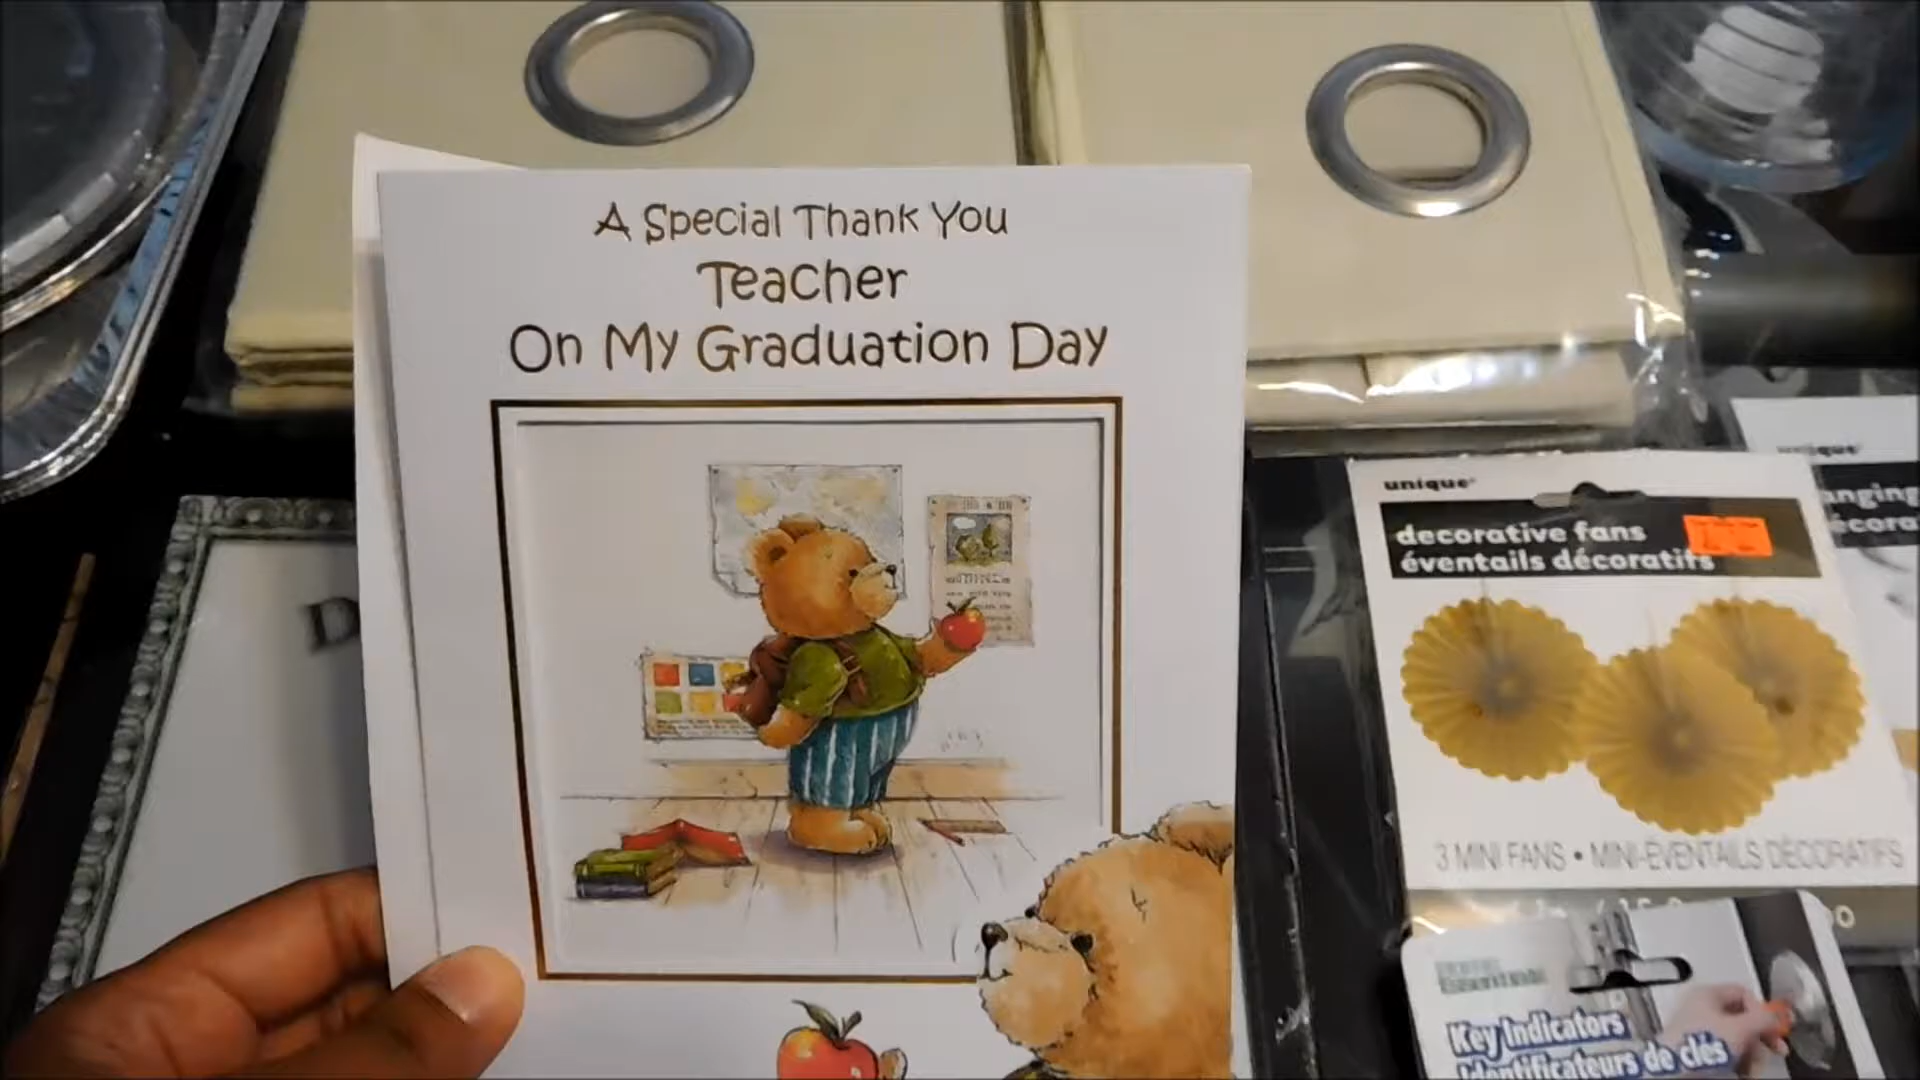 A Special Thank You
Teacher
On My Graduation Day
D
unique
decorative fans
éventails décoratifs
3 MINI FANS • MINI-ÉVENTAILS DÉCORATIFS
unique
Key Indicators
Identificateurs de clés